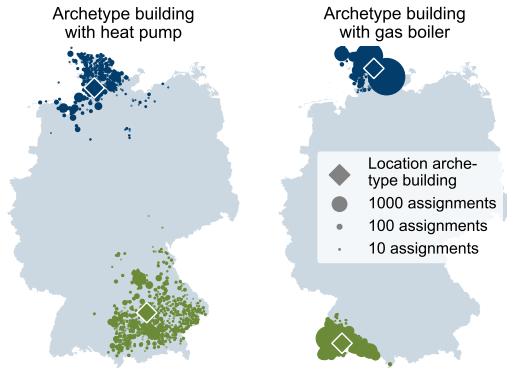 Archetype building
with heat pump
Archetype building
with gas boiler
Location arche-
type building
1000 assignments
100 assignments
10 assignments